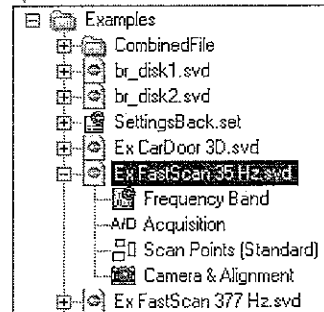 Examples
CombinedFile
br_disk1.svd
br_disk2.svd
SettingsBack.set
Ex CarDoor 3D.svd
Ex FastScan 35 Hz.svd
Frequency Band
A/D Acquisition
Scan Points (Standard)
Camera & Alignment
Ex FastScan 377 Hz.svd